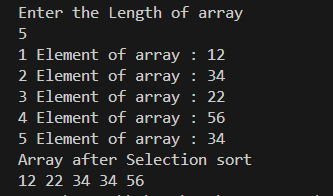 Enter the Length of array
5
1 Element of array : 12
2 Element of array : 34
3 Element of array : 22
4 Element of array : 56
5 Element of array : 34
Array after Selection sort
12 22 34 34 56